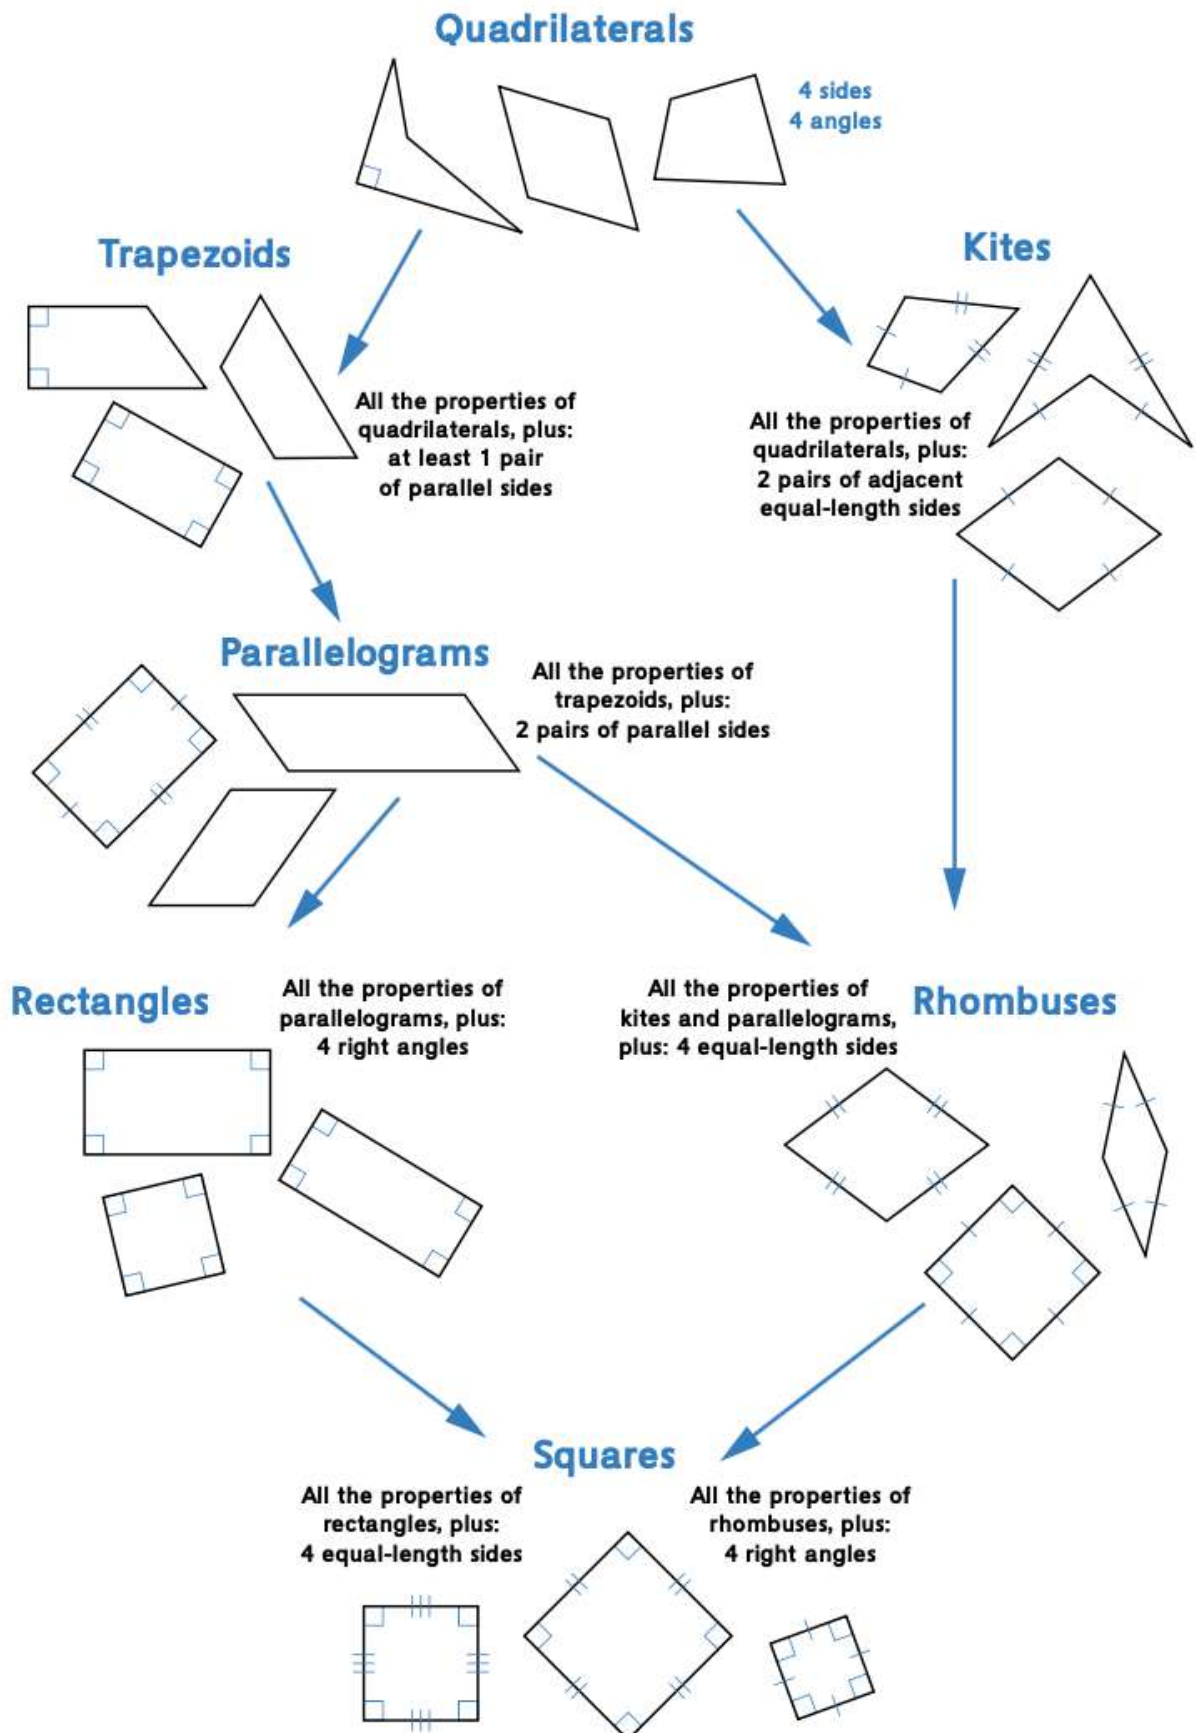 Quadrilaterals
4 sides
4 angles
Trapezoids
All the properties of
quadrilaterals, plus:
at least 1 pair
of parallel sides
Kites
All the properties of
quadrilaterals, plus:
2 pairs of adjacent
equal-length sides
Parallelograms
All the properties of
trapezoids, plus:
2 pairs of parallel sides
Rectangles
All the properties of
parallelograms, plus:
4 right angles
All the properties of
kites and parallelograms,
plus: 4 equal-length sides
Rhombuses
Squares
All the properties of
rectangles, plus:
4 equal-length sides
All the properties of
rhombuses, plus:
4 right angles